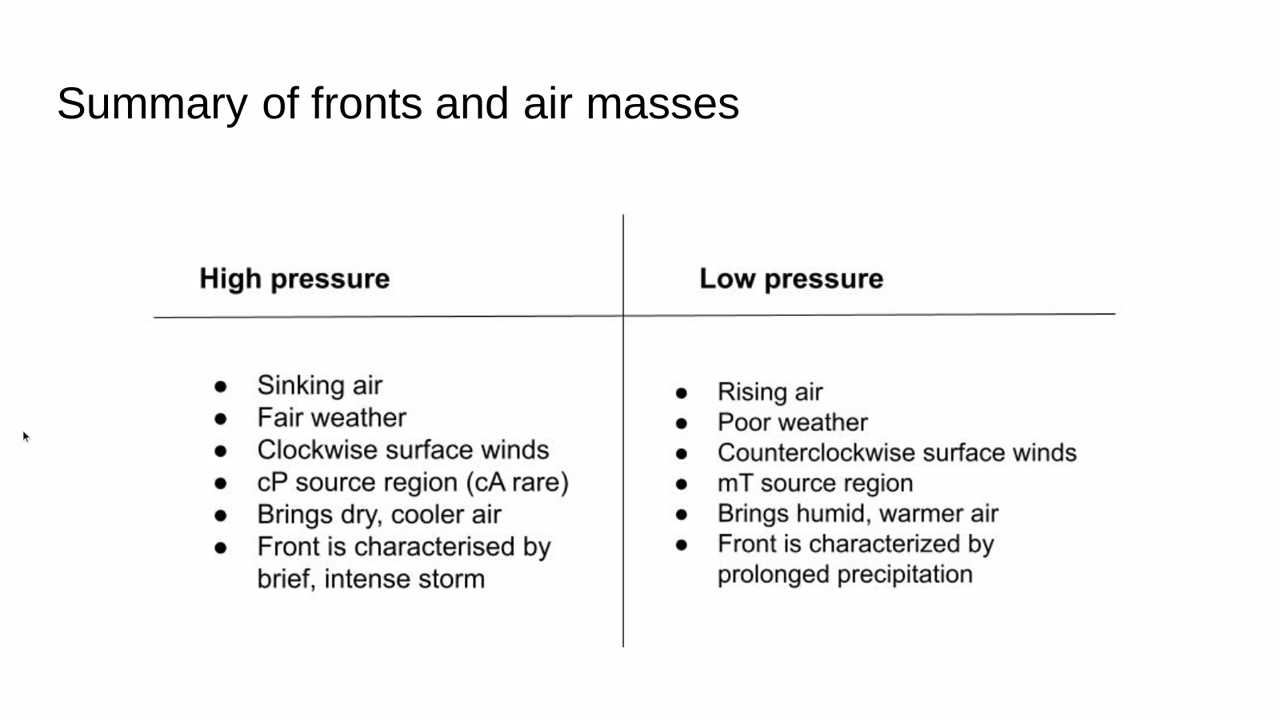 Summary of fronts and air masses
High pressure
● Sinking air
● Fair weather
● Clockwise surface winds
● cP source region (cA rare)
● Brings dry, cooler air
● Front is characterised by
brief, intense storm
Low pressure
● Rising air
● Poor weather
● Counterclockwise surface winds
● mT source region
● Brings humid, warmer air
● Front is characterized by
prolonged precipitation